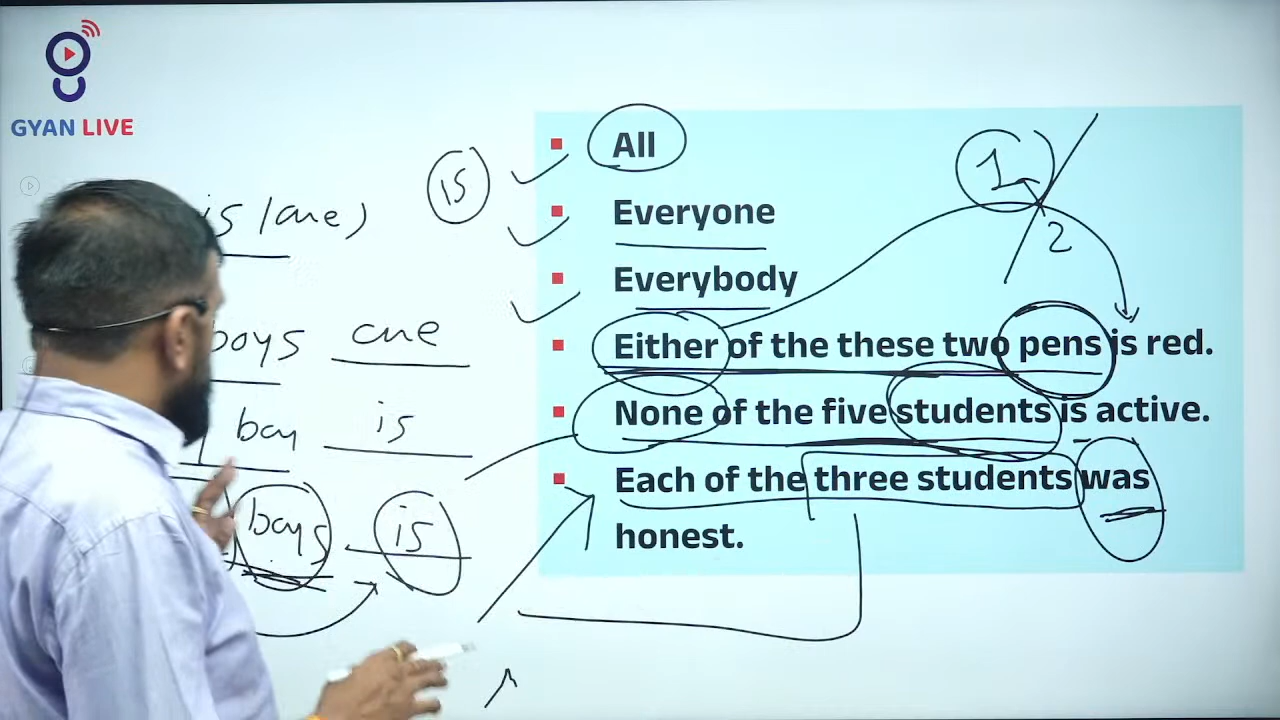 GYAN LIVE
is (are)
boys are
boy is
boys is
is
All
Everyone
Everybody
Either of the these two pens is red.
None of the five students is active.
Each of the three students was
honest.
1
2